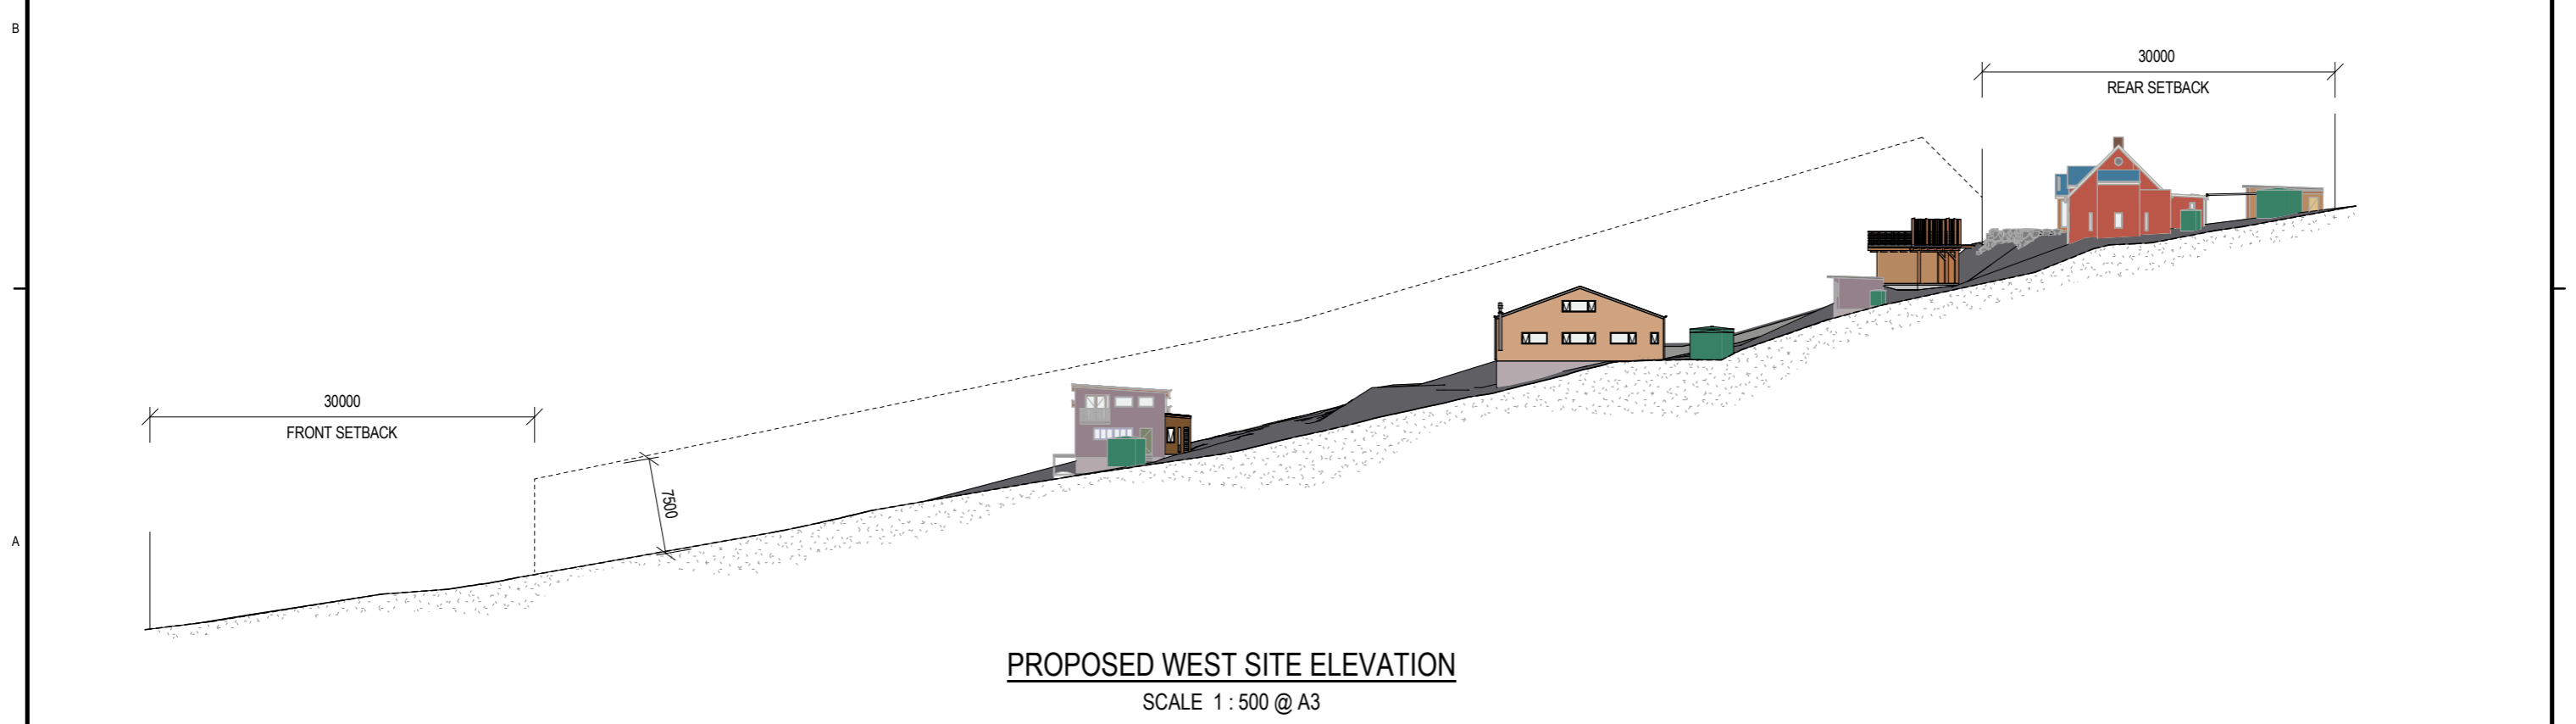 B
30000
REAR SETBACK
30000
FRONT SETBACK
7500
A
PROPOSED WEST SITE ELEVATION
SCALE 1 : 500 @ A3